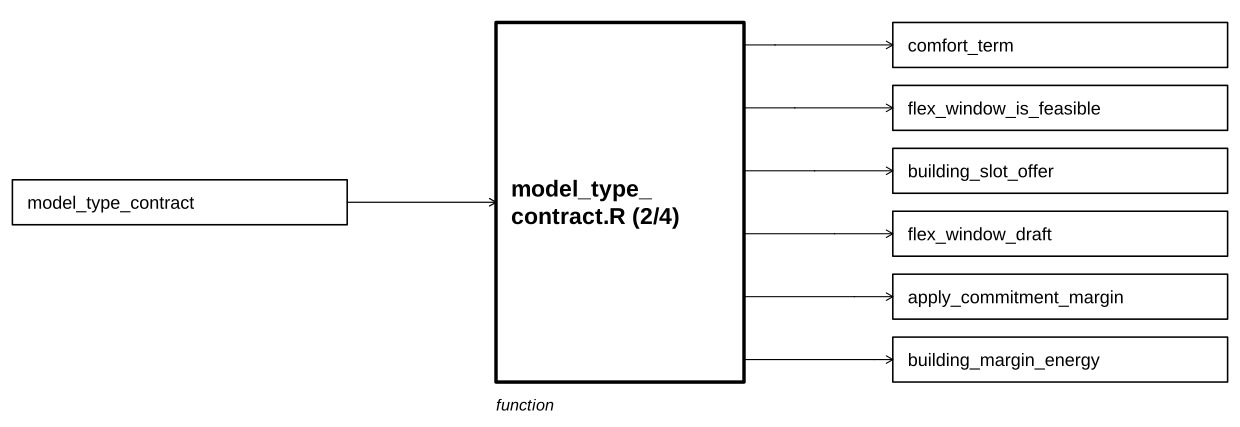 model_type_contract
model_type_
contract.R (2/4)
function
comfort_term
flex_window_is_feasible
building_slot_offer
flex_window_draft
apply_commitment_margin
building_margin_energy